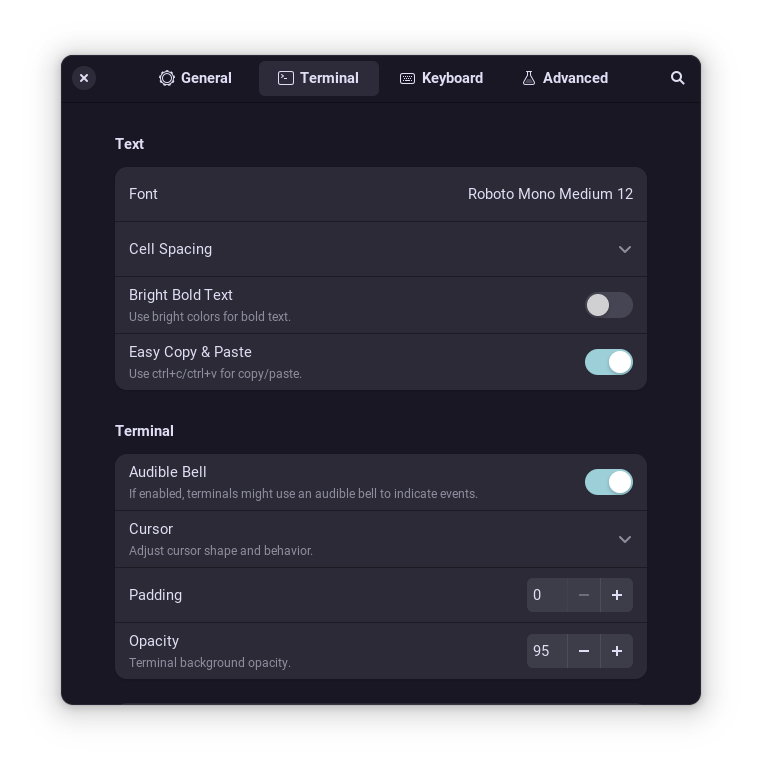 General Terminal Keyboard Advanced
Text
Font Roboto Mono Medium 12
Cell Spacing
Bright Bold Text
Use bright colors for bold text.
Easy Copy & Paste
Use ctrl+c/ctrl+v for copy/paste.
Terminal
Audible Bell
If enabled, terminals might use an audible bell to indicate events.
Cursor
Adjust cursor shape and behavior.
Padding 0
Opacity 95
Terminal background opacity.